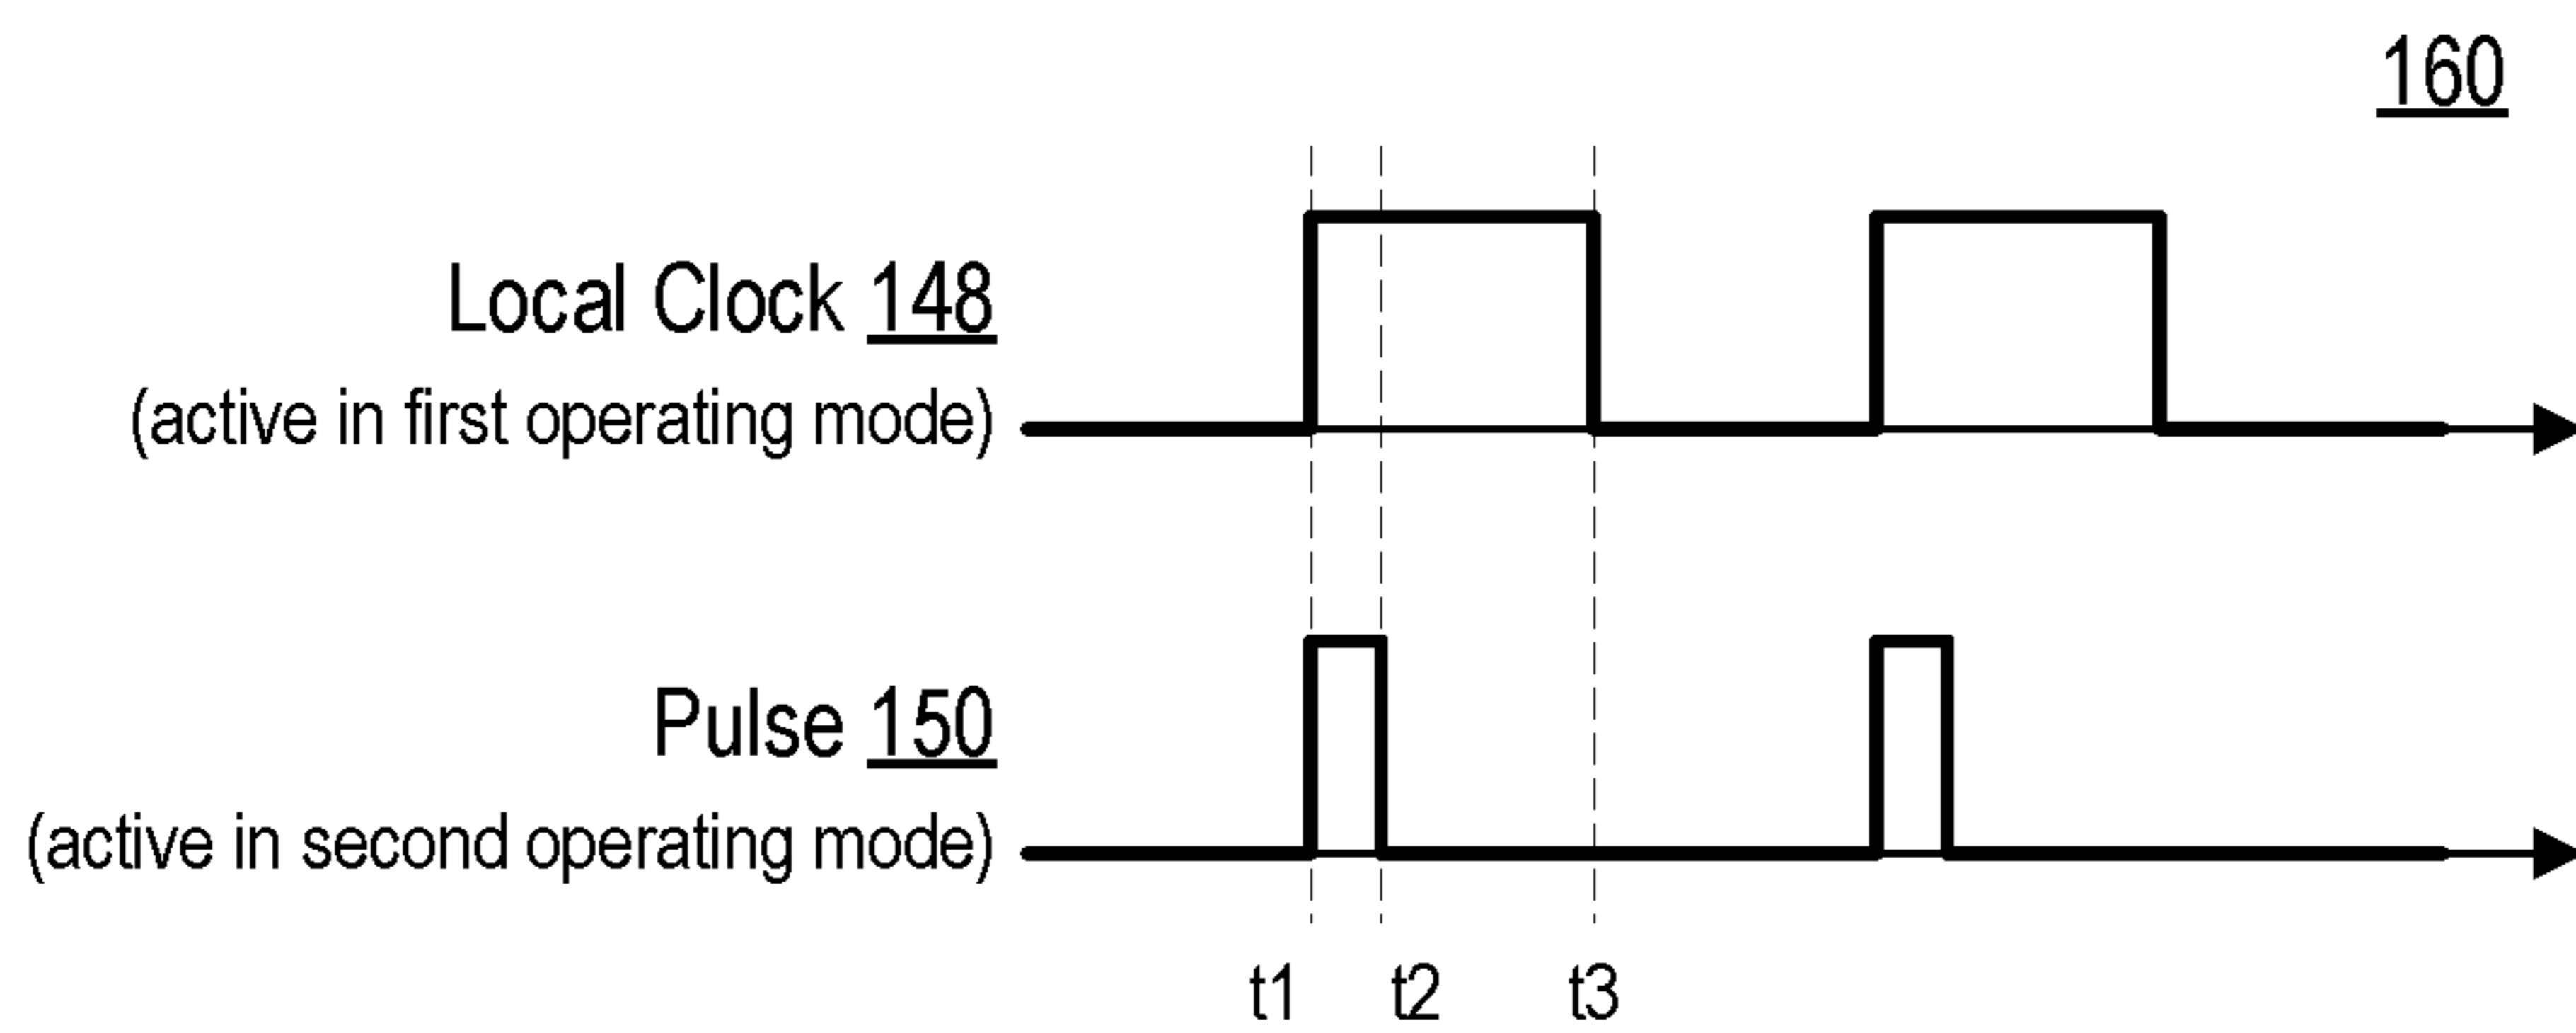 160
Local Clock 148
(active in first operating mode)
Pulse 150
(active in second operating mode)
t1 t2 t3